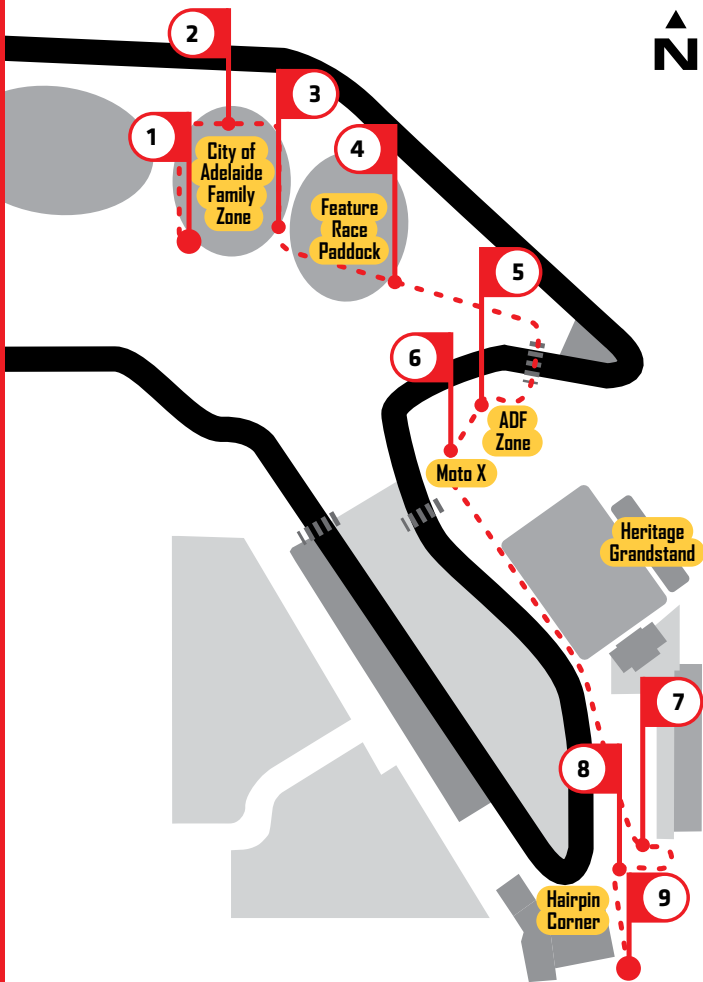 2
N
3
1
4
City of
Adelaide
Family
Zone
Feature
Race
Paddock
5
6
ADF
Zone
Moto X
Heritage
Grandstand
7
8
9
Hairpin
Corner